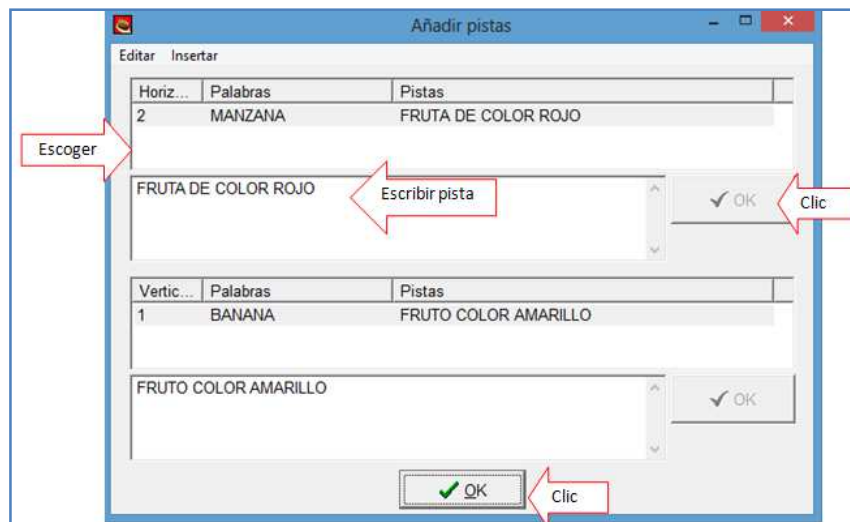 Añadir pistas
Editar Insertar
Horiz... Palabras Pistas
2 MANZANA FRUTA DE COLOR ROJO
Escoger
FRUTA DE COLOR ROJO
Escribir pista
OK
Clic
Vertic... Palabras Pistas
1 BANANA FRUTO COLOR AMARILLO
FRUTO COLOR AMARILLO
OK
OK
Clic